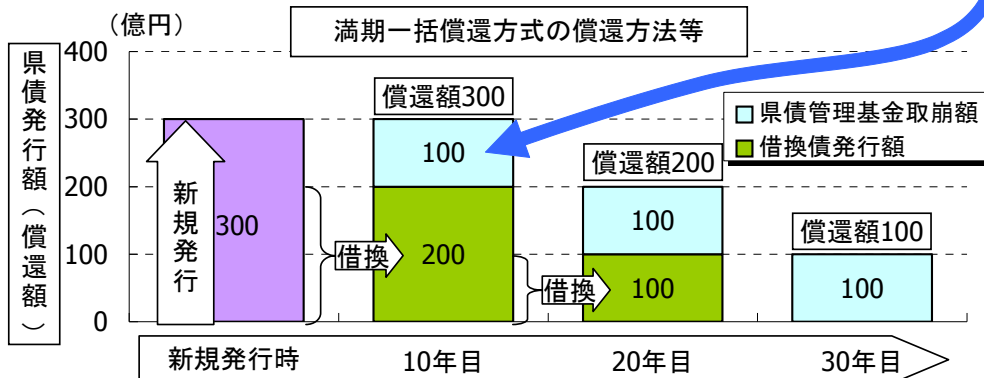 （億円）
満期一括償還方式の償還方法等
県債発行額（償還額）
400
300
200
100
0
償還額300
償還額200
償還額100
県債管理基金取崩額
借換債発行額
新規発行
300
借換
100
200
借換
100
100
100
新規発行時
10年目
20年目
30年目